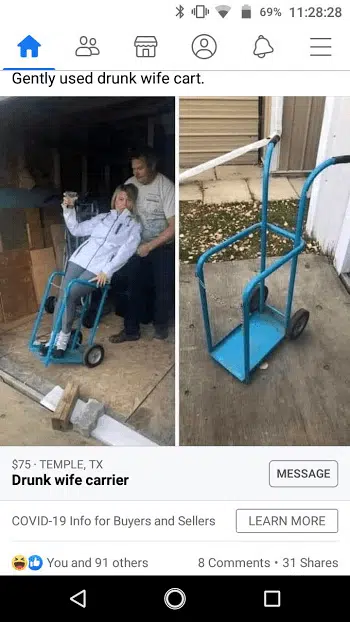 69% 11:28:28
Gently used drunk wife cart.
$75 · TEMPLE, TX
Drunk wife carrier
MESSAGE
COVID-19 Info for Buyers and Sellers
LEARN MORE
You and 91 others
8 Comments • 31 Shares